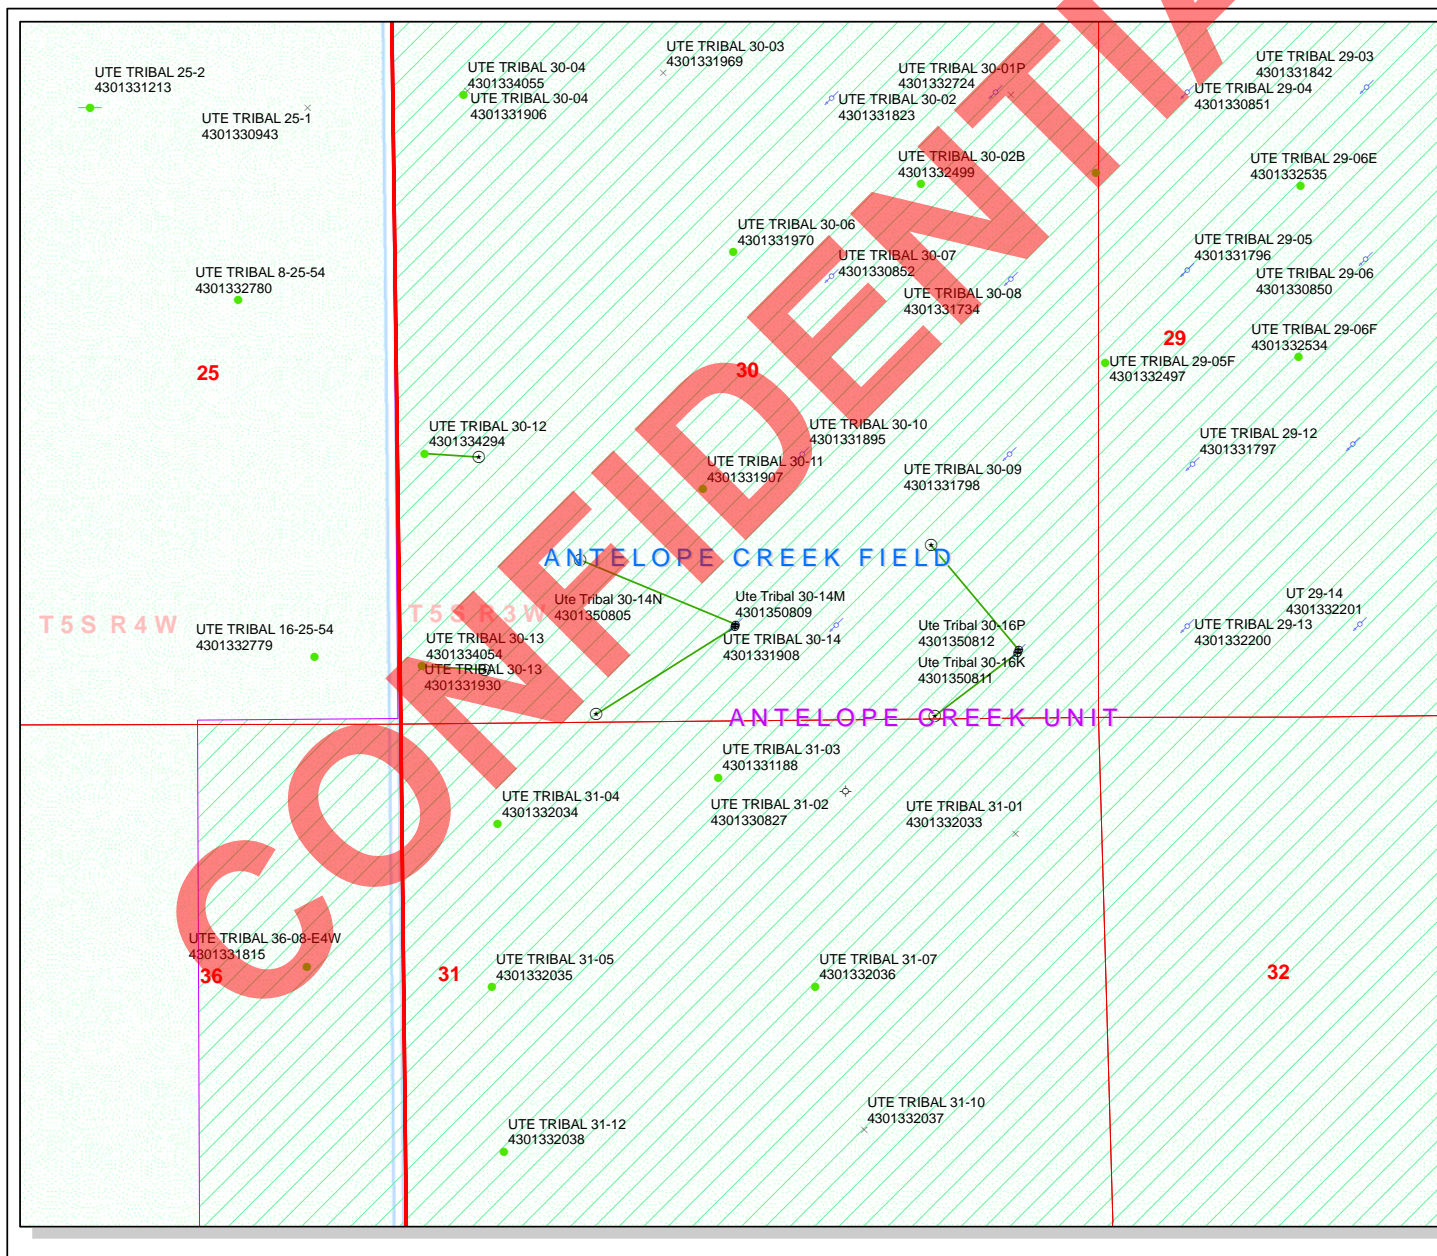 UTE TRIBAL 25-2
4301331213
UTE TRIBAL 25-1
4301330943
UTE TRIBAL 30-04
4301334055
UTE TRIBAL 30-04
4301331906
UTE TRIBAL 30-03
4301331969
UTE TRIBAL 30-01P
4301332724
UTE TRIBAL 30-02
4301331823
UTE TRIBAL 29-03
4301331842
UTE TRIBAL 29-04
4301330851
UTE TRIBAL 30-02B
4301332499
UTE TRIBAL 29-06E
4301332535
UTE TRIBAL 30-06
4301331970
UTE TRIBAL 30-07
4301330852
UTE TRIBAL 30-08
4301331734
UTE TRIBAL 29-05
4301331796
UTE TRIBAL 29-06
4301330850
UTE TRIBAL 8-25-54
4301332780
UTE TRIBAL 29-06F
4301332534
29
UTE TRIBAL 29-05F
4301332497
25
30
UTE TRIBAL 30-12
4301334294
UTE TRIBAL 30-10
4301331895
UTE TRIBAL 30-11
4301331907
UTE TRIBAL 30-09
4301331798
UTE TRIBAL 29-12
4301331797
ANTELOPE CREEK FIELD
Ute Tribal 30-14N
4301350805
Ute Tribal 30-14M
4301350809
UTE TRIBAL 30-14
4301331908
Ute Tribal 30-16P
4301350812
Ute Tribal 30-16K
4301350811
UT 29-14
4301332201
UTE TRIBAL 29-13
4301332200
T5S R4W
T5S R3W
UTE TRIBAL 16-25-54
4301332779
UTE TRIBAL 30-13
4301334054
UTE TRIBAL 30-13
4301331930
ANTELOPE CREEK UNIT
UTE TRIBAL 31-03
4301331188
UTE TRIBAL 31-02
4301330827
UTE TRIBAL 31-04
4301332034
UTE TRIBAL 31-01
4301332033
UTE TRIBAL 36-08-E4W
4301331815
36
31
UTE TRIBAL 31-05
4301332035
UTE TRIBAL 31-07
4301332036
32
UTE TRIBAL 31-10
4301332037
UTE TRIBAL 31-12
4301332038
CONFIDENTIA